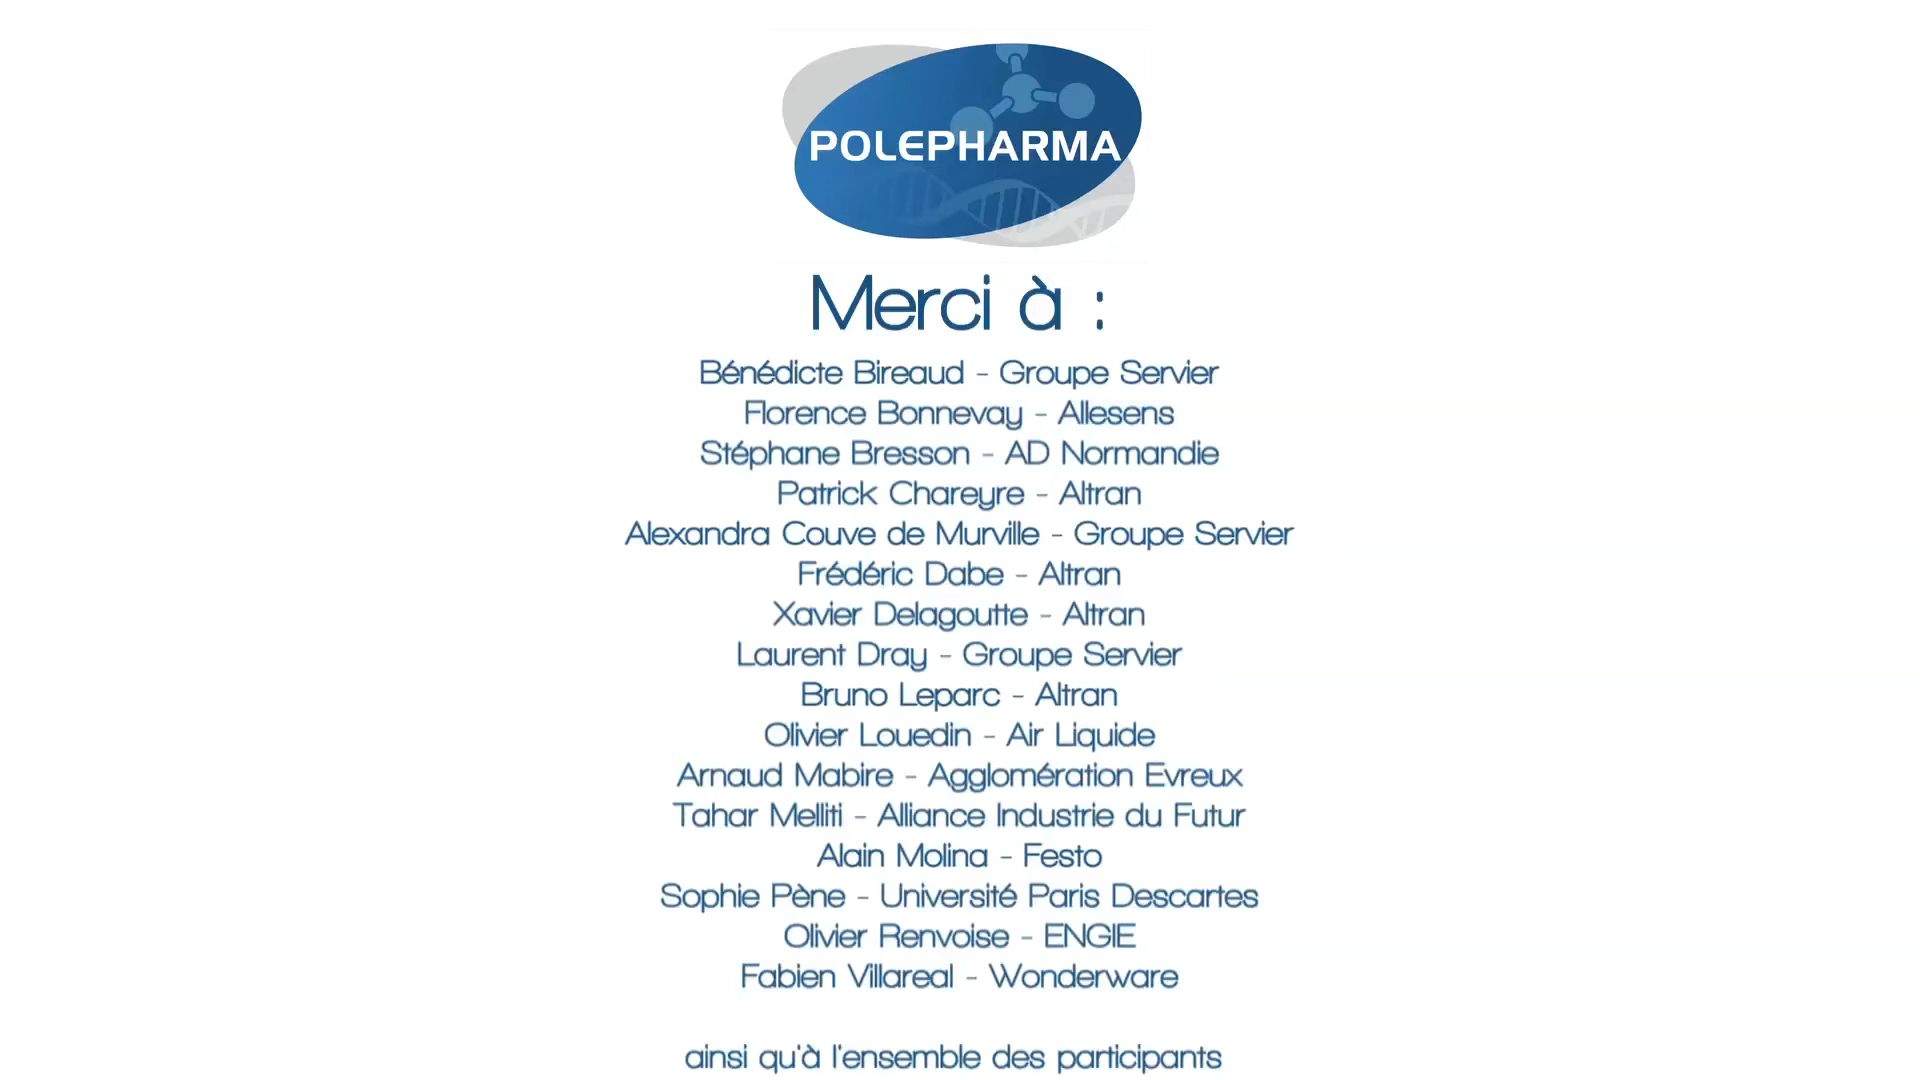 POLEPHARMA
Merci à :
Bénédicte Bireaud - Groupe Servier
Florence Bonnevay - Allesens
Stéphane Bresson - AD Normandie
Patrick Chareyre - Altran
Alexandra Couve de Murville - Groupe Servier
Frédéric Dabe - Altran
Xavier Delagoutte - Altran
Laurent Dray - Groupe Servier
Bruno Leparc - Altran
Olivier Louedin - Air Liquide
Arnaud Mabire - Agglomération Evreux
Tahar Melliti - Alliance Industrie du Futur
Alain Molina - Festo
Sophie Pène - Université Paris Descartes
Olivier Renvoise - ENGIE
Fabien Villareal - Wonderware
ainsi qu'à l'ensemble des participants